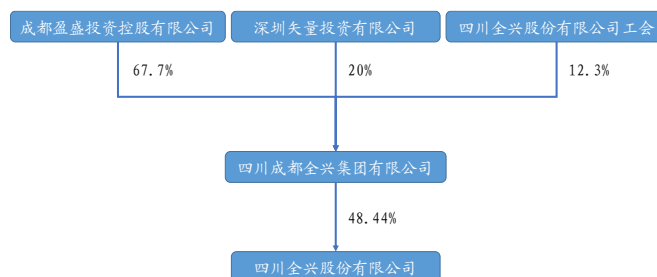 成都盈盛投资控股有限公司
深圳矢量投资有限公司
四川全兴股份有限公司工会
67.7%
20%
12.3%
四川成都全兴集团有限公司
48.44%
四川全兴股份有限公司